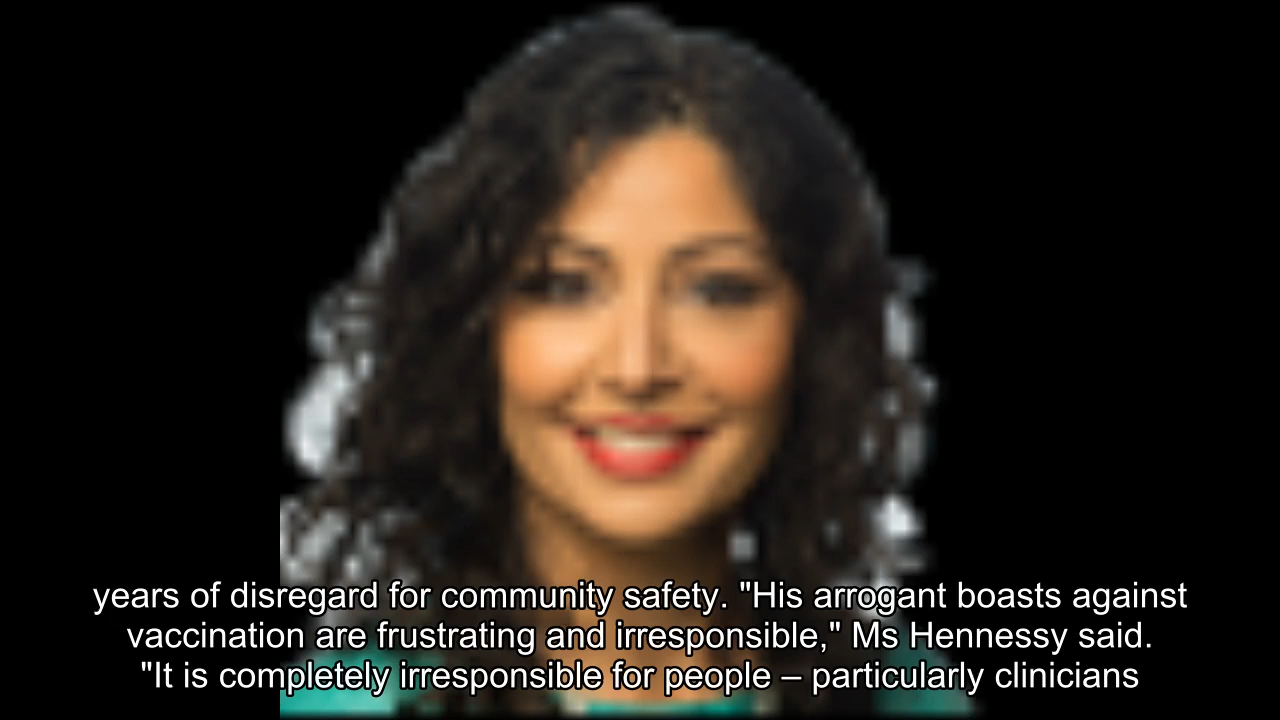 years of disregard for community safety. "His arrogant boasts against
vaccination are frustrating and irresponsible," Ms Hennessy said.
"It is completely irresponsible for people – particularly clinicians